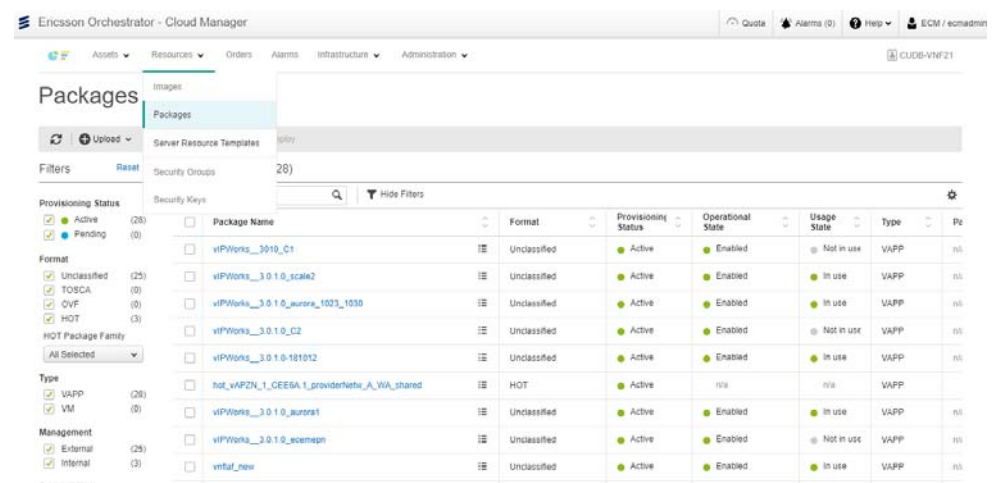 Ericsson Orchestrator - Cloud Manager
Quota
Alarms (0)
Help
ECM / ecmadmin
Assets
Resources
Orders
Alarms
Infrastructure
Administration
CUDB-VNF21
Images
Packages
Server Resource Templates
Security Groups
Security Keys
Packages
Upload
Filters
Reset
28)
Hide Filters
Provisioning Status
Active (28)
Pending (0)
Format
Unclassified (25)
TOSCA (0)
OVF (0)
HOT (3)
HOT Package Family
All Selected
Type
VAPP (28)
VM (0)
Management
External (25)
Internal (3)
Package Name Format Provisioning Status Operational State Usage State Type Pa
vIPWorks__3010_C1 Unclassified Active Enabled Not in use VAPP
vIPWorks__3.0.1.0_scale2 Unclassified Active Enabled In use VAPP
vIPWorks__3.0.1.0_aurora_1023_1030 Unclassified Active Enabled In use VAPP
vIPWorks__3.0.1.0_C2 Unclassified Active Enabled Not in use VAPP
vIPWorks__3.0.1.0-181012 Unclassified Active Enabled In use VAPP
hot_vAPZN_1_CEE6A.1_providerNetw_A_WA_shared HOT Active n/a n/a VAPP
vIPWorks__3.0.1.0_aurora1 Unclassified Active Enabled In use VAPP
vIPWorks__3.0.1.0_ecemepn Unclassified Active Enabled Not in use VAPP
vnflaf_new Unclassified Active Enabled In use VAPP